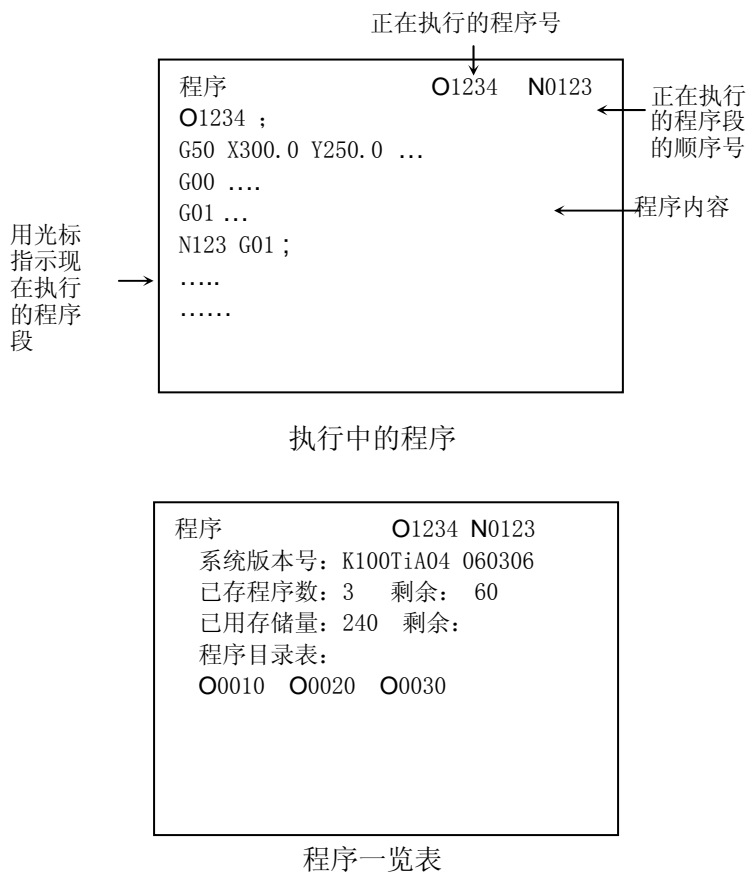 正在执行的程序号
程序 O1234 N0123
O1234 ;
G50 X300.0 Y250.0 ...
G00 ....
G01 ...
N123 G01;
.....
......
正在执行
的程序段
的顺序号
程序内容
用光标
指示现
在执行
的程序
段
执行中的程序
程序 O1234 N0123
系统版本号: K100TiA04 060306
已存程序数: 3 剩余: 60
已用存储量: 240 剩余:
程序目录表:
O0010 O0020 O0030
程序一览表